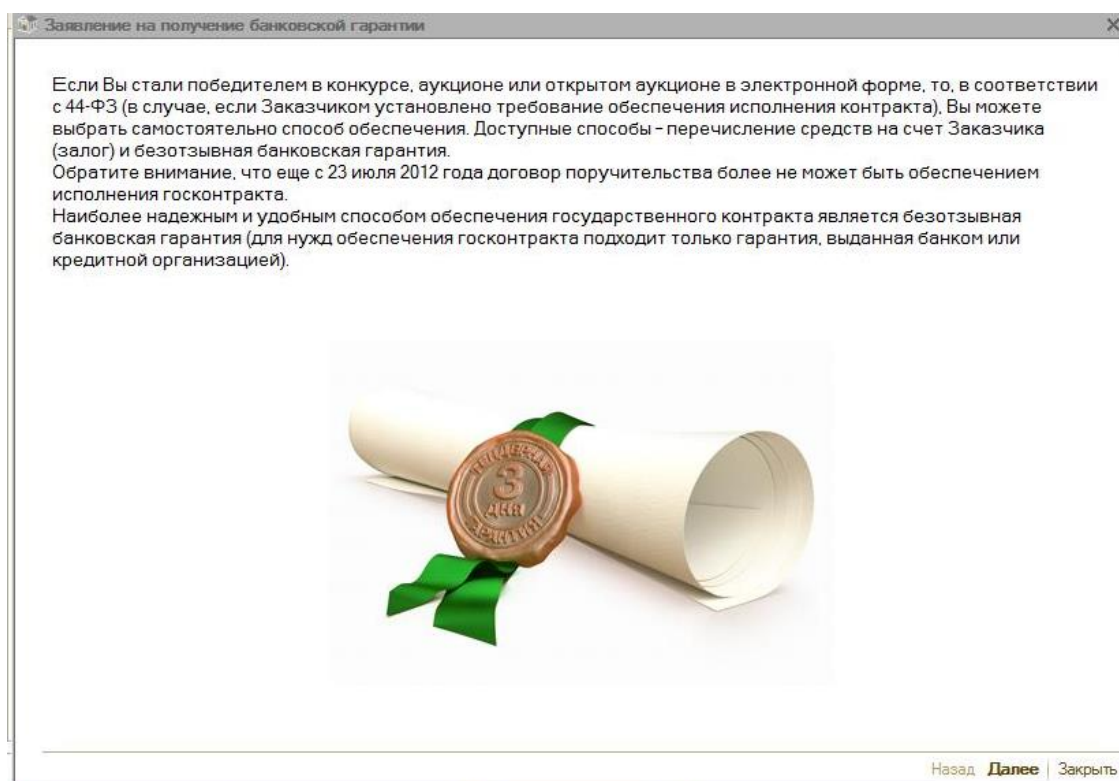 Заявление на получение банковской гарантии
Если Вы стали победителем в конкурсе, аукционе или открытом аукционе в электронной форме, то, в соответствии
с 44-ФЗ (в случае, если Заказчиком установлено требование обеспечения исполнения контракта), Вы можете
выбрать самостоятельно способ обеспечения. Доступные способы - перечисление средств на счет Заказчика
(залог) и безотзывная банковская гарантия.
Обратите внимание, что еще с 23 июля 2012 года договор поручительства более не может быть обеспечением
исполнения госконтракта.
Наиболее надежным и удобным способом обеспечения государственного контракта является безотзывная
банковская гарантия (для нужд обеспечения госконтракта подходит только гарантия, выданная банком или
кредитной организацией).
ТЕНДЕРНАЯ
3
ДНЯ
ГАРАНТИЯ
Назад Далее Закрыть